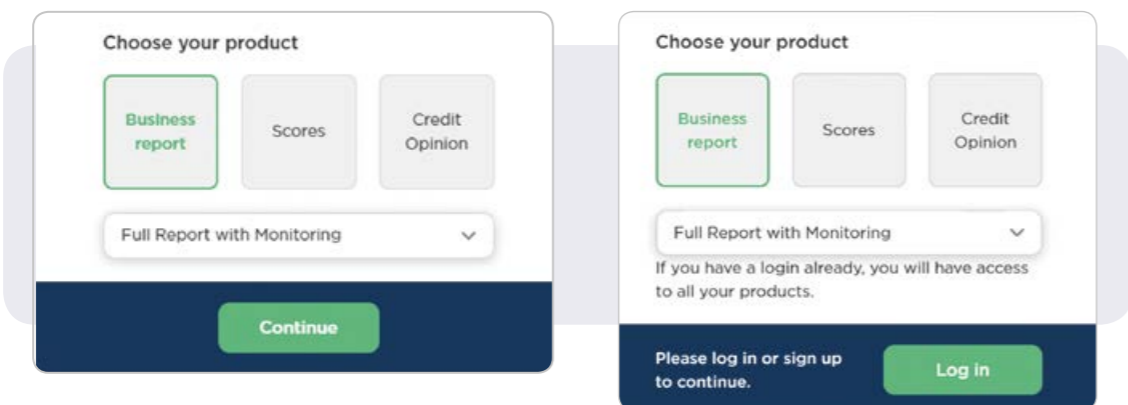 Choose your product
Business
report
Scores
Credit
Opinion
Full Report with Monitoring
Continue
Choose your product
Business
report
Scores
Credit
Opinion
Full Report with Monitoring
If you have a login already, you will have access
to all your products.
Please log in or sign up
to continue.
Log in